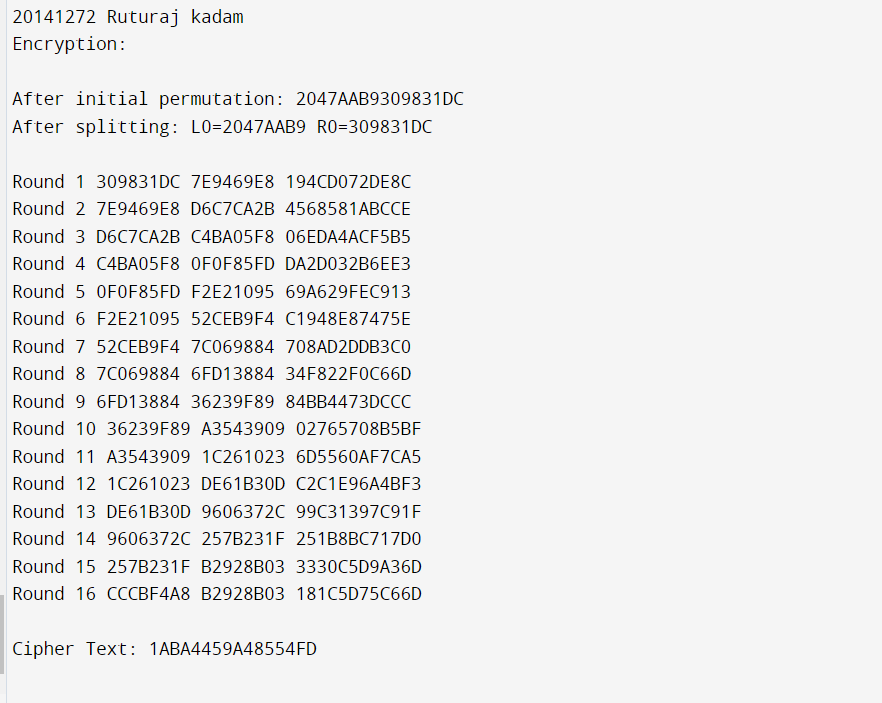 20141272 Ruturaj kadam
Encryption:
After initial permutation: 2047AAB9309831DC
After splitting: L0=2047AAB9 R0=309831DC
Round 1 309831DC 7E9469E8 194CD072DE8C
Round 2 7E9469E8 D6C7CA2B 4568581ABCCE
Round 3 D6C7CA2B C4BA05F8 06EDA4ACF5B5
Round 4 C4BA05F8 0F0F85FD DA2D032B6EE3
Round 5 0F0F85FD F2E21095 69A629FEC913
Round 6 F2E21095 52CEB9F4 C1948E87475E
Round 7 52CEB9F4 7C069884 708AD2DDB3C0
Round 8 7C069884 6FD13884 34F822F0C66D
Round 9 6FD13884 36239F89 84BB4473DCCC
Round 10 36239F89 A3543909 02765708B5BF
Round 11 A3543909 1C261023 6D5560AF7CA5
Round 12 1C261023 DE61B30D C2C1E96A4BF3
Round 13 DE61B30D 9606372C 99C31397C91F
Round 14 9606372C 257B231F 251B8BC717D0
Round 15 257B231F B2928B03 3330C5D9A36D
Round 16 CCCBF4A8 B2928B03 181C5D75C66D
Cipher Text: 1ABA4459A48554FD